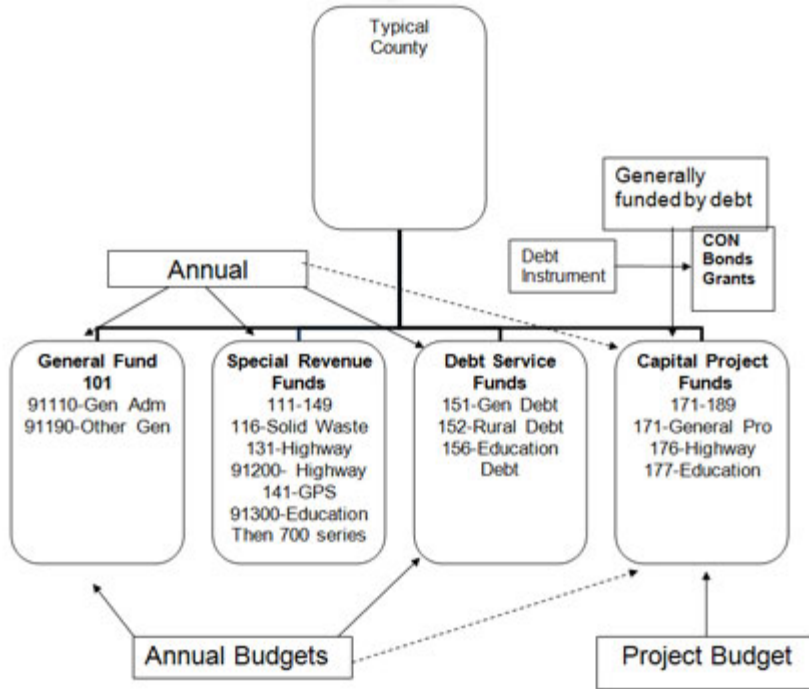 Typical
County
Generally
funded by debt
CON
Bonds
Grants
Debt
Instrument
Annual
General Fund
101
91110-Gen Adm
91190-Other Gen
Special Revenue
Funds
111-149
116-Solid Waste
131-Highway
91200- Highway
141-GPS
91300-Education
Then 700 series
Debt Service
Funds
151-Gen Debt
152-Rural Debt
156-Education
Debt
Capital Project
Funds
171-189
171-General Pro
176-Highway
177-Education
Annual Budgets
Project Budget